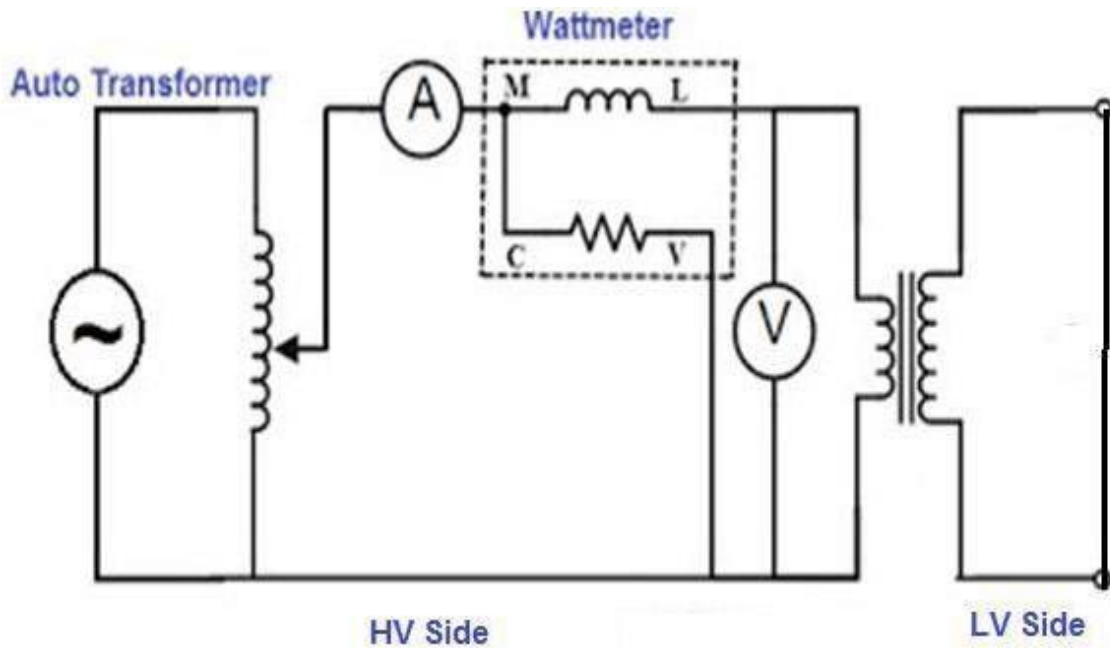 Wattmeter
Auto Transformer
A
M
L
C
V
V
~
HV Side
LV Side